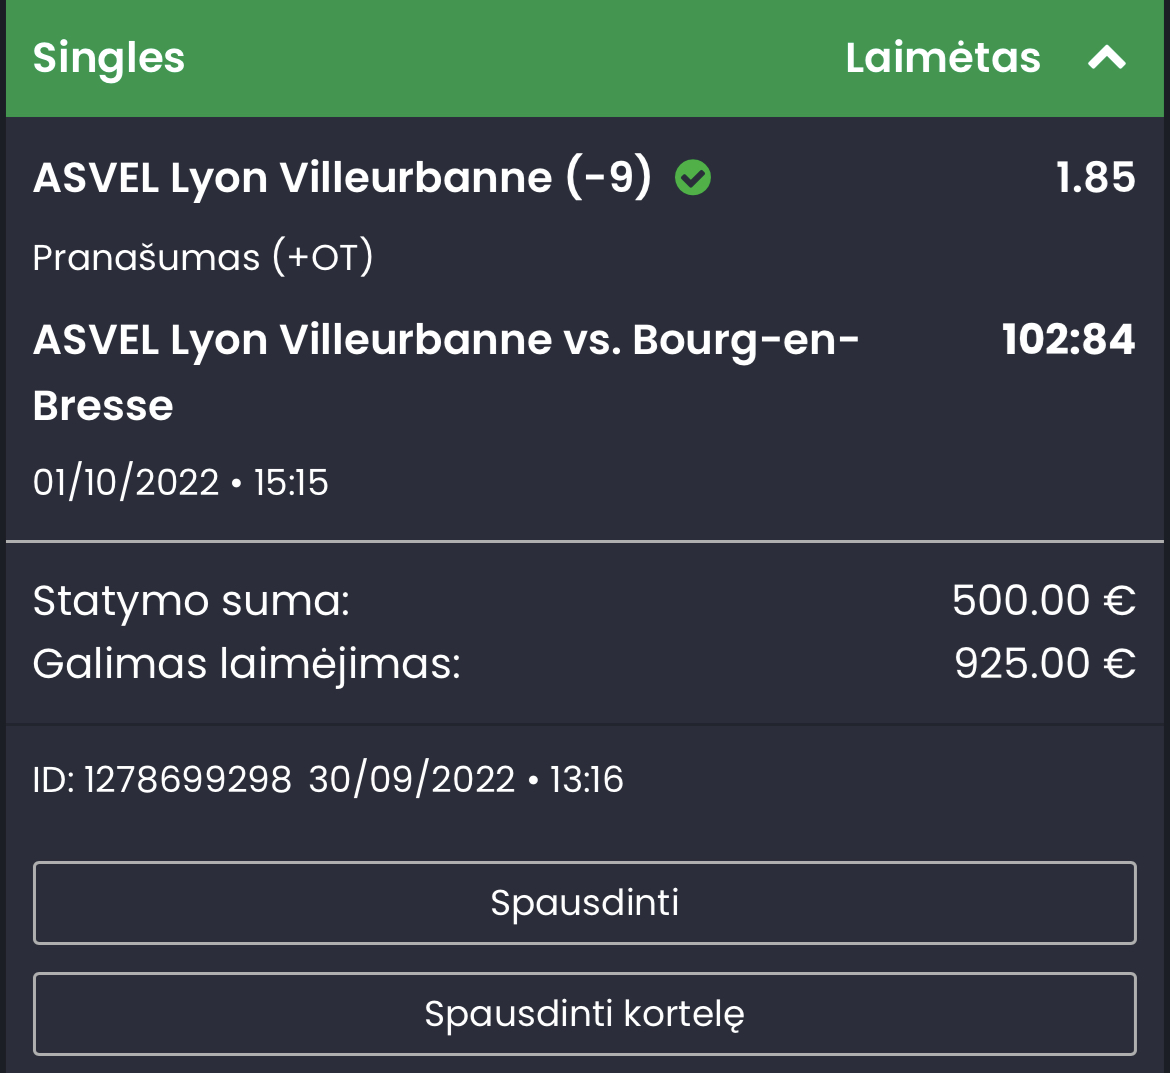 Singles Laimėtas
ASVEL Lyon Villeurbanne (-9) 1.85
Pranašumas (+OT)
ASVEL Lyon Villeurbanne vs. Bourg-en- 102:84
Bresse
01/10/2022 • 15:15
Statymo suma: 500.00 €
Galimas laimėjimas: 925.00 €
ID: 1278699298 30/09/2022 • 13:16
Spausdinti
Spausdinti kortelę